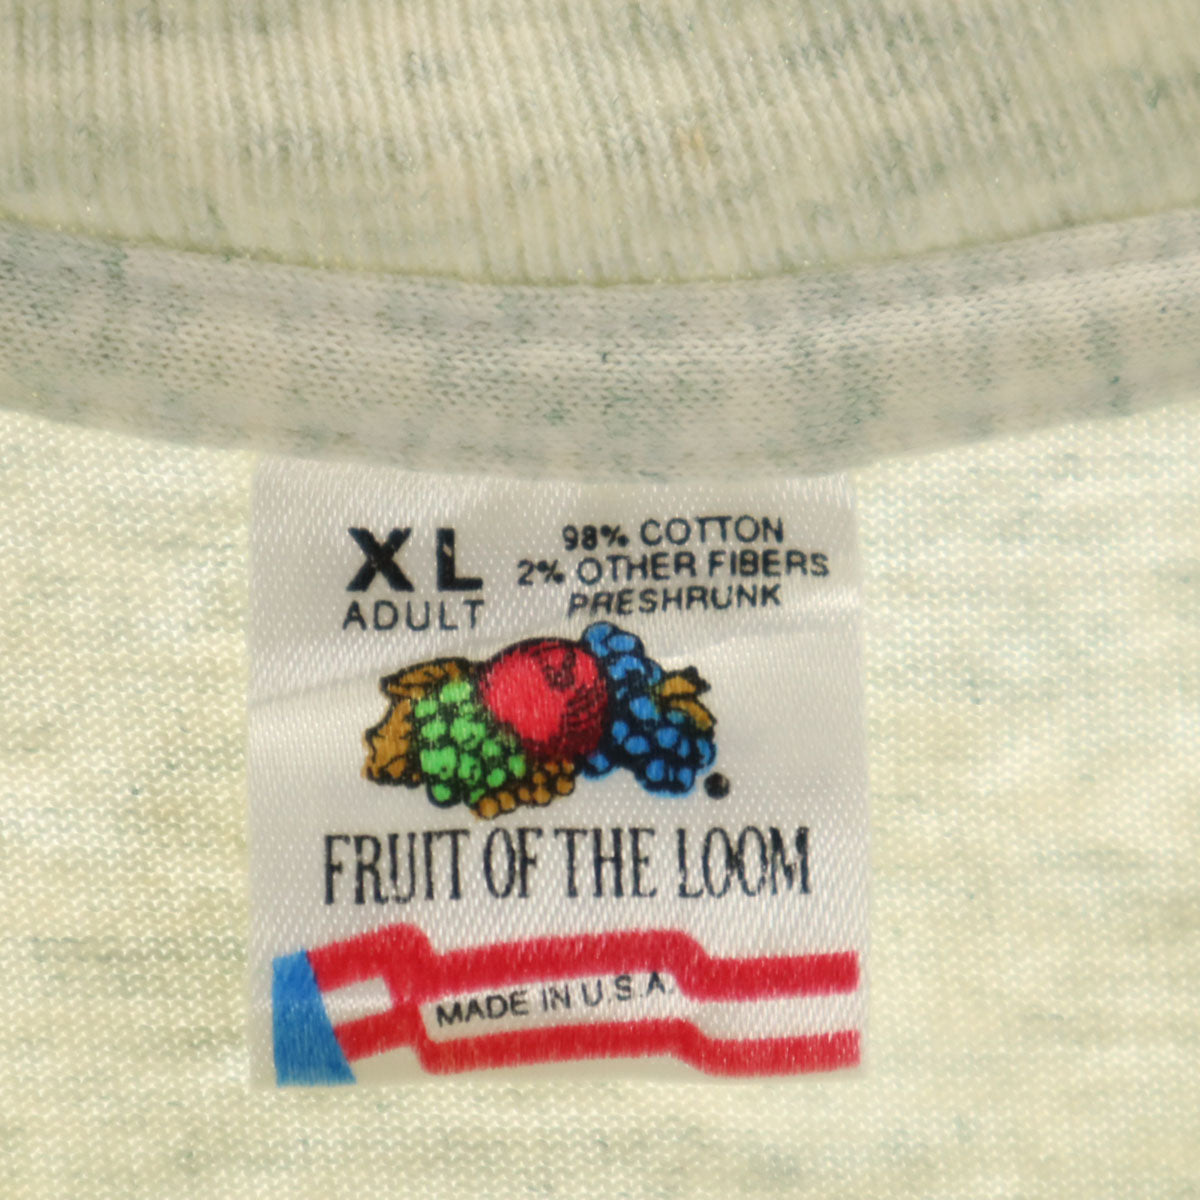 XL
ADULT
98% COTTON
2% OTHER FIBERS
PRESHRUNK
FRUIT OF THE LOOM
MADE IN U.S.A.